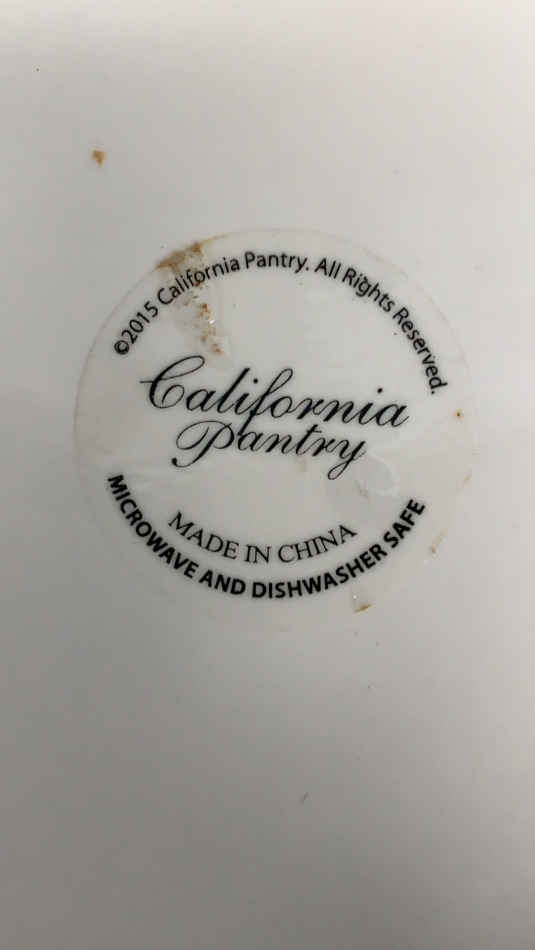 ©2015 California Pantry. All Rights Reserved.
California
Pantry
MADE IN CHINA
MICROWAVE AND DISHWASHER SAFE